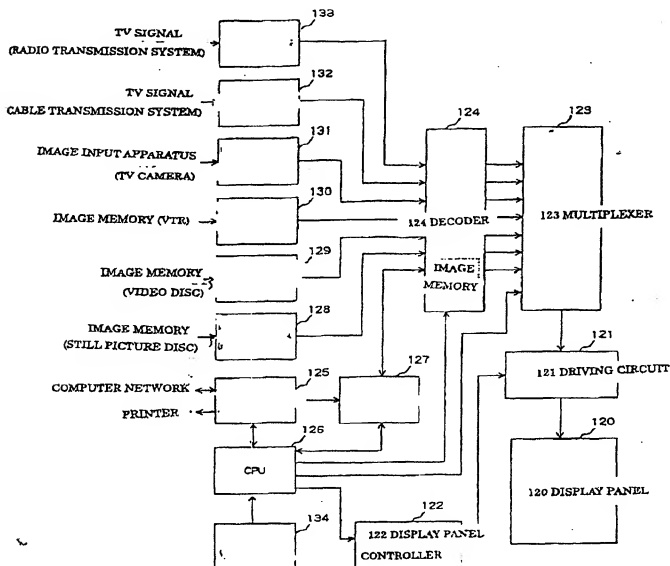 TV SIGNAL
(RADIO TRANSMISSION SYSTEM)
133
TV SIGNAL
CABLE TRANSMISSION SYSTEM)
132
IMAGE INPUT APPARATUS
(TV CAMERA)
131
IMAGE MEMORY (VTR)
130
IMAGE MEMORY
(VIDEO DISC)
129
IMAGE MEMORY
(STILL PICTURE DISC)
128
COMPUTER NETWORK
PRINTER
125
127
126
CPU
134
124
124 DECODER
IMAGE
MEMORY
123
123 MULTIPLEXER
121
121 DRIVING CIRCUIT
120
120 DISPLAY PANEL
122
122 DISPLAY PANEL
CONTROLLER